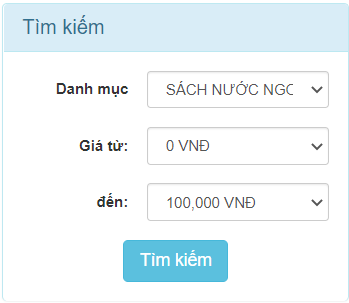 Tìm kiếm
Danh mục SÁCH NƯỚC NGO
Giá từ: 0 VNĐ
đến: 100,000 VNĐ
Tìm kiếm